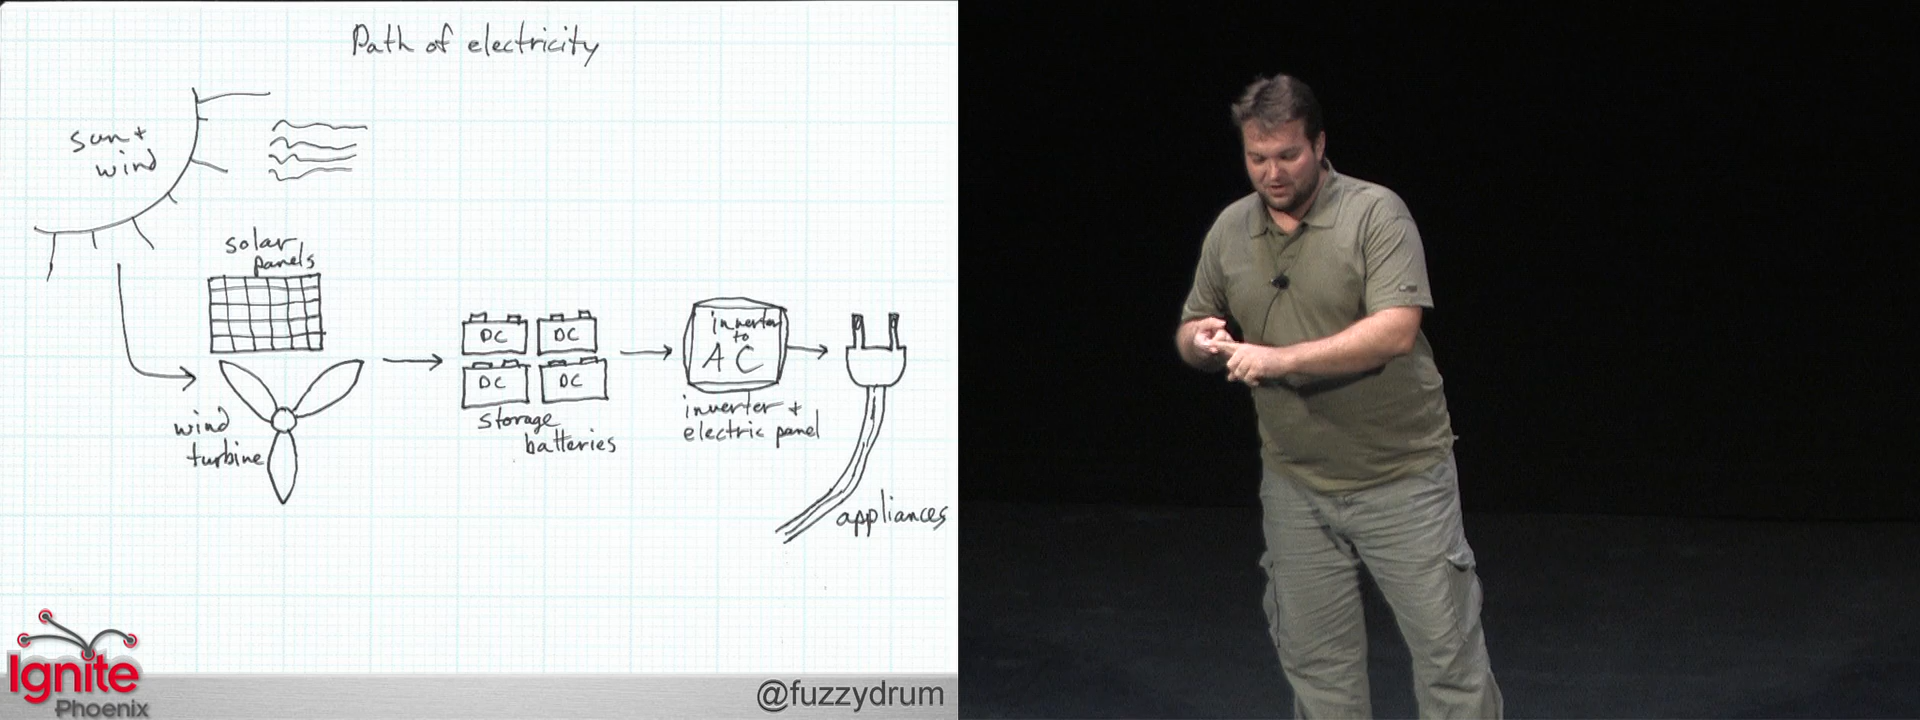 Path of electricity
sun +
wind
solar
panels
wind
turbine
DC
DC
DC
DC
storage
batteries
inverter
to
AC
inverter +
electric panel
appliances
Ignite
Phoenix
@fuzzydrum